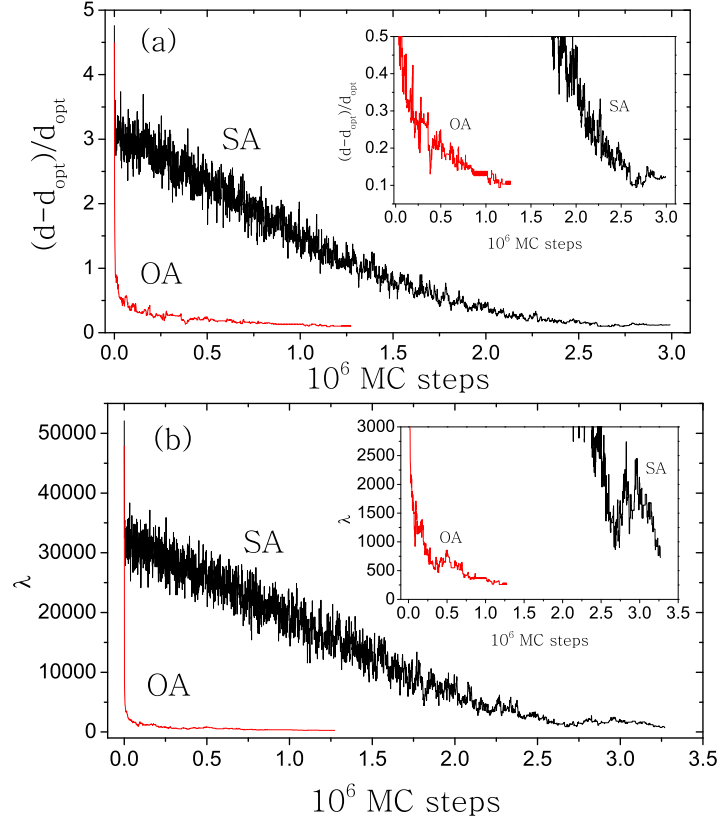 (a)
(d-d_opt)/d_opt
5
4
3
2
1
0
SA
OA
0.0 0.5 1.0 1.5 2.0 2.5 3.0
10^6 MC steps
(d-d_opt)/d_opt
0.5
0.4
0.3
0.2
0.1
OA
SA
0.0 0.5 1.0 1.5 2.0 2.5 3.0
10^6 MC steps
(b)
λ
50000
40000
30000
20000
10000
0
SA
OA
0.0 0.5 1.0 1.5 2.0 2.5 3.0 3.5
10^6 MC steps
λ
3000
2500
2000
1500
1000
500
0
OA
SA
0.0 0.5 1.0 1.5 2.0 2.5 3.0 3.5
10^6 MC steps